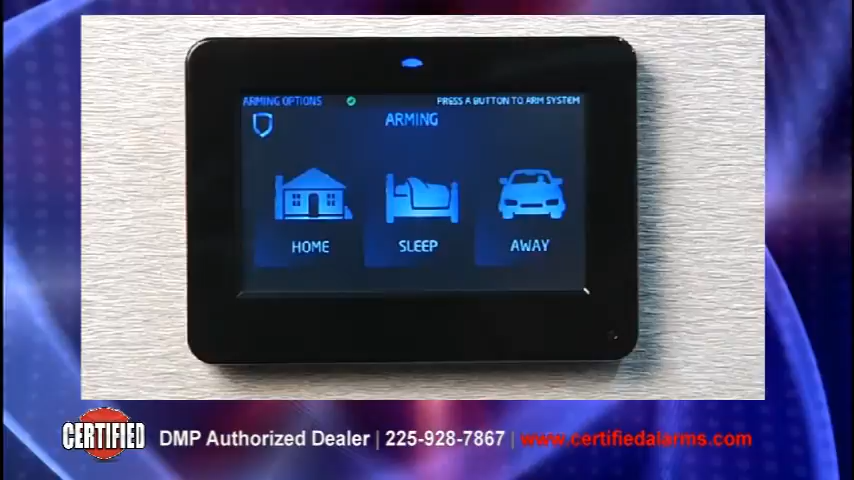 ARMING OPTIONS PRESS A BUTTON TO ARM SYSTEM
ARMING
HOME SLEEP AWAY
CERTIFIED DMP Authorized Dealer | 225-928-7867 | www.certifiedalarms.com